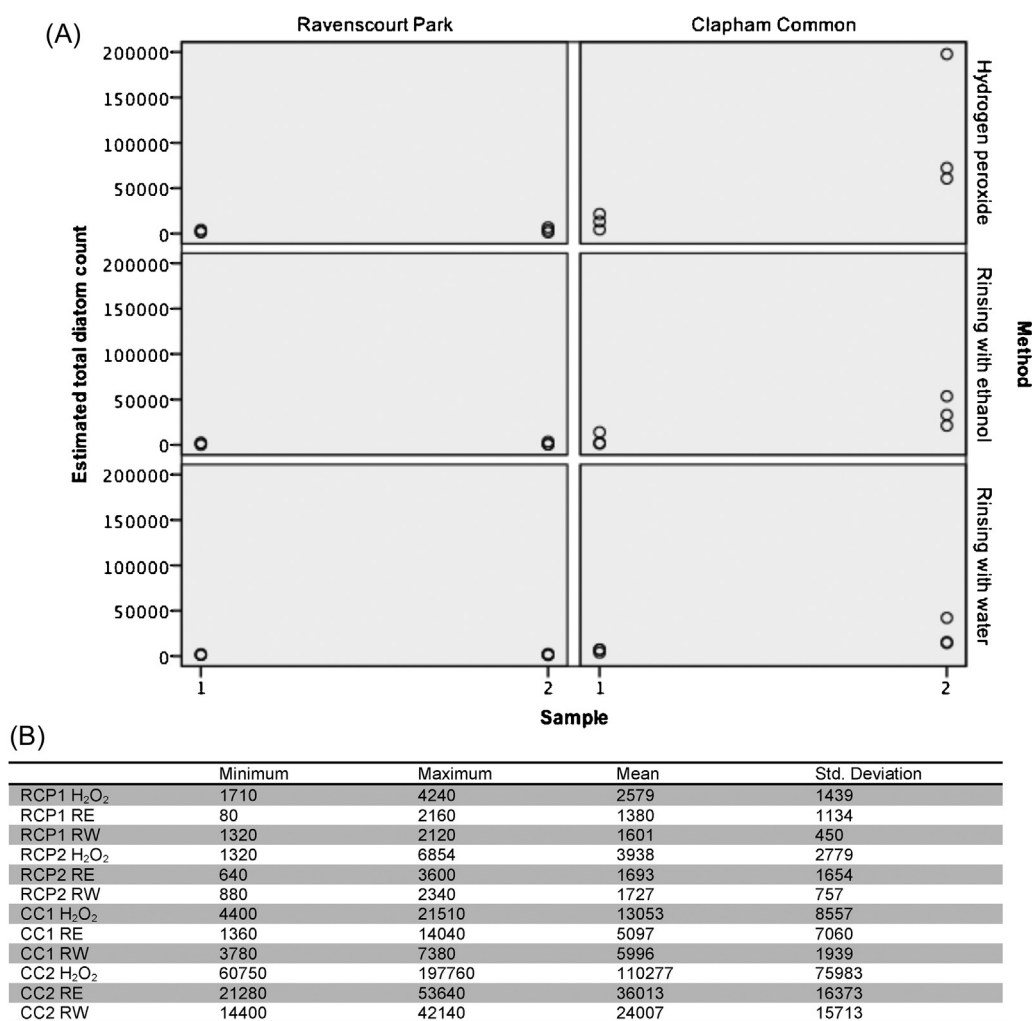 (A)
Ravenscourt Park
Clapham Common
200000
150000
100000
50000
0
Hydrogen peroxide
200000
150000
100000
50000
0
Rinsing with ethanol
200000
150000
100000
50000
0
Rinsing with water
Estimated total diatom count
Method
1 2 1 2
Sample
(B)
Minimum Maximum Mean Std. Deviation
RCP1 H₂O₂ 1710 4240 2579 1439
RCP1 RE 80 2160 1380 1134
RCP1 RW 1320 2120 1601 450
RCP2 H₂O₂ 1320 6854 3938 2779
RCP2 RE 640 3600 1693 1654
RCP2 RW 880 2340 1727 757
CC1 H₂O₂ 4400 21510 13053 8557
CC1 RE 1360 14040 5097 7060
CC1 RW 3780 7380 5996 1939
CC2 H₂O₂ 60750 197760 110277 75983
CC2 RE 21280 53640 36013 16373
CC2 RW 14400 42140 24007 15713